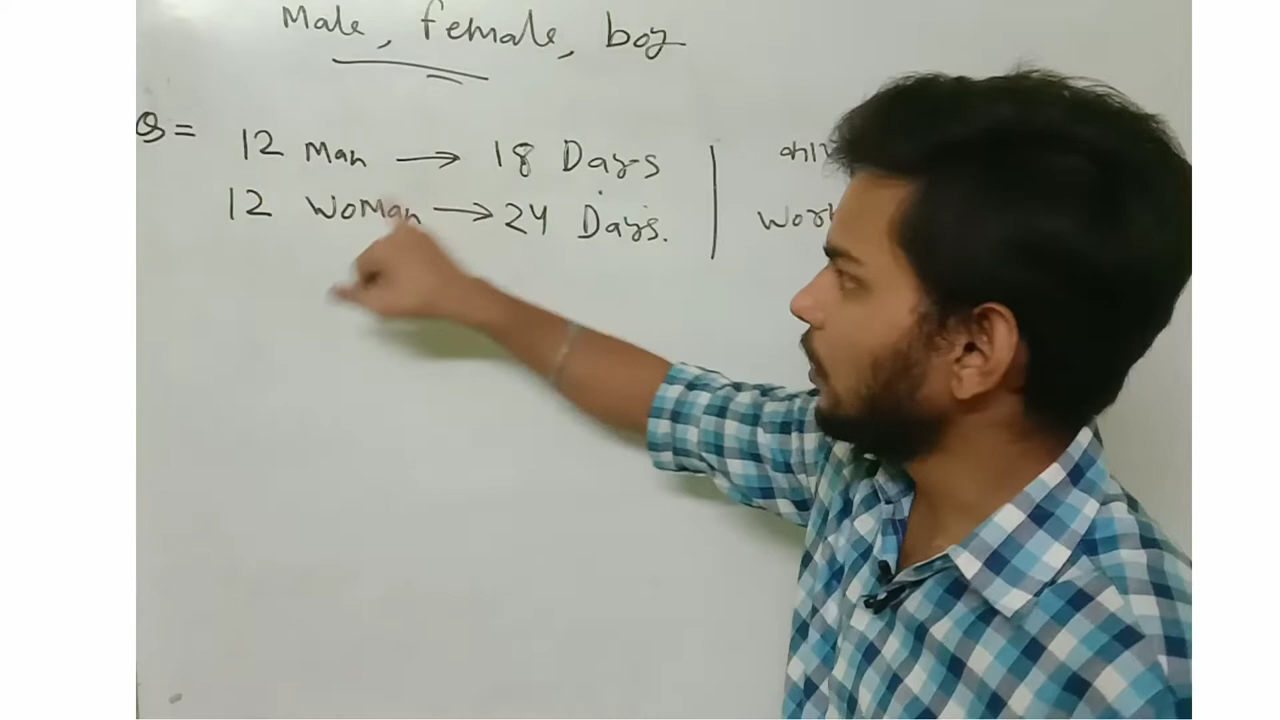 Male, female, boy
Q = 12 Man → 18 Days
12 Woman → 24 Days.